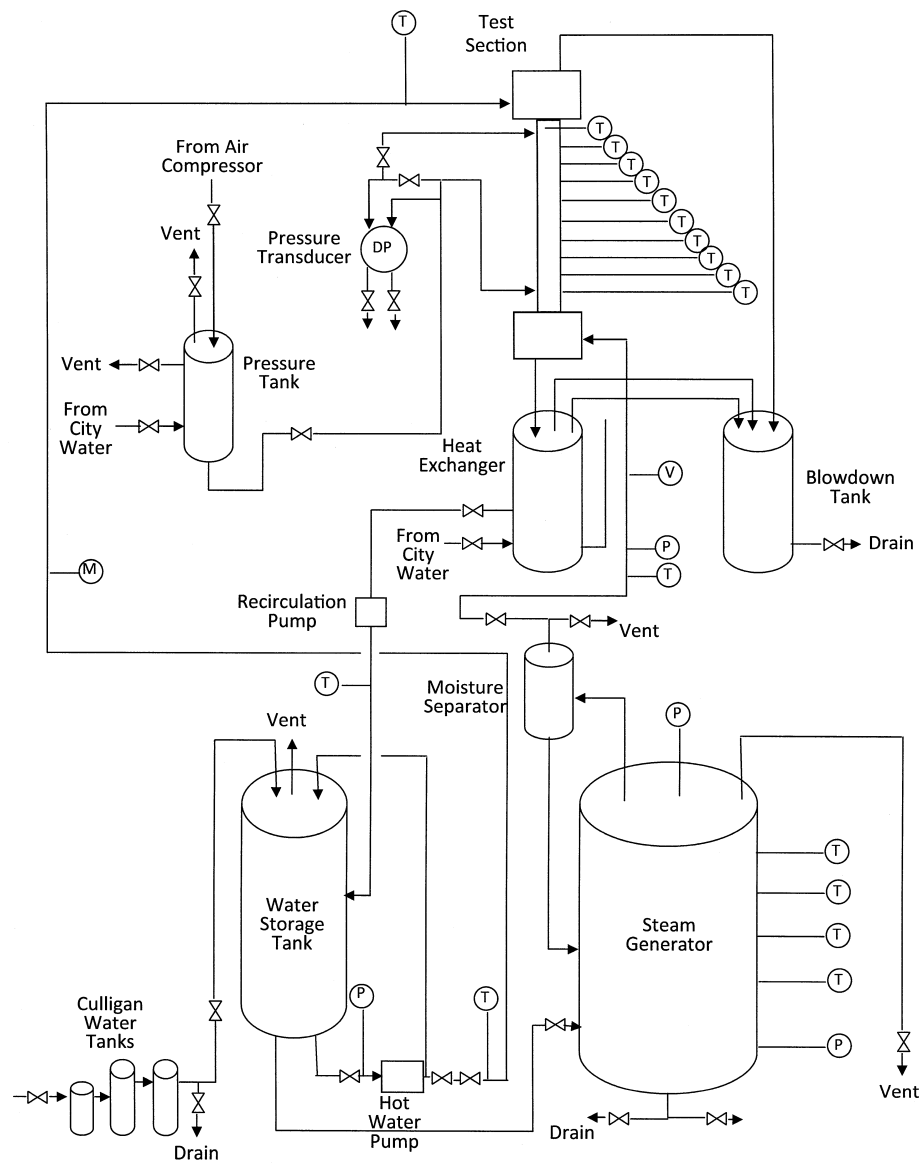 T
Test
Section
From Air
Compressor
T
T
T
T
T
T
T
T
T
T
Vent
Pressure
Transducer
DP
Vent
Pressure
Tank
From
City
Water
Heat
Exchanger
V
Blowdown
Tank
From
City
Water
P
Drain
T
M
Recirculation
Pump
Vent
T
Moisture
Separator
P
Vent
T
Water
Storage
Tank
T
Steam
Generator
T
T
P
T
Culligan
Water
Tanks
P
Vent
Hot
Water
Pump
Drain
Drain